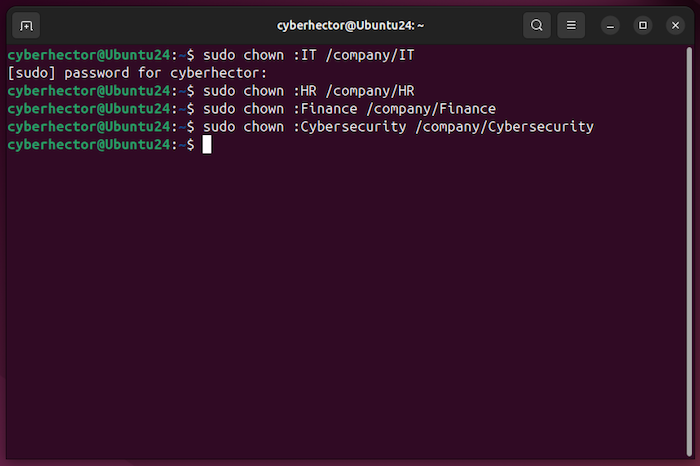 cyberhector@Ubuntu24: ~
cyberhector@Ubuntu24:~$ sudo chown :IT /company/IT
[sudo] password for cyberhector:
cyberhector@Ubuntu24:~$ sudo chown :HR /company/HR
cyberhector@Ubuntu24:~$ sudo chown :Finance /company/Finance
cyberhector@Ubuntu24:~$ sudo chown :Cybersecurity /company/Cybersecurity
cyberhector@Ubuntu24:~$